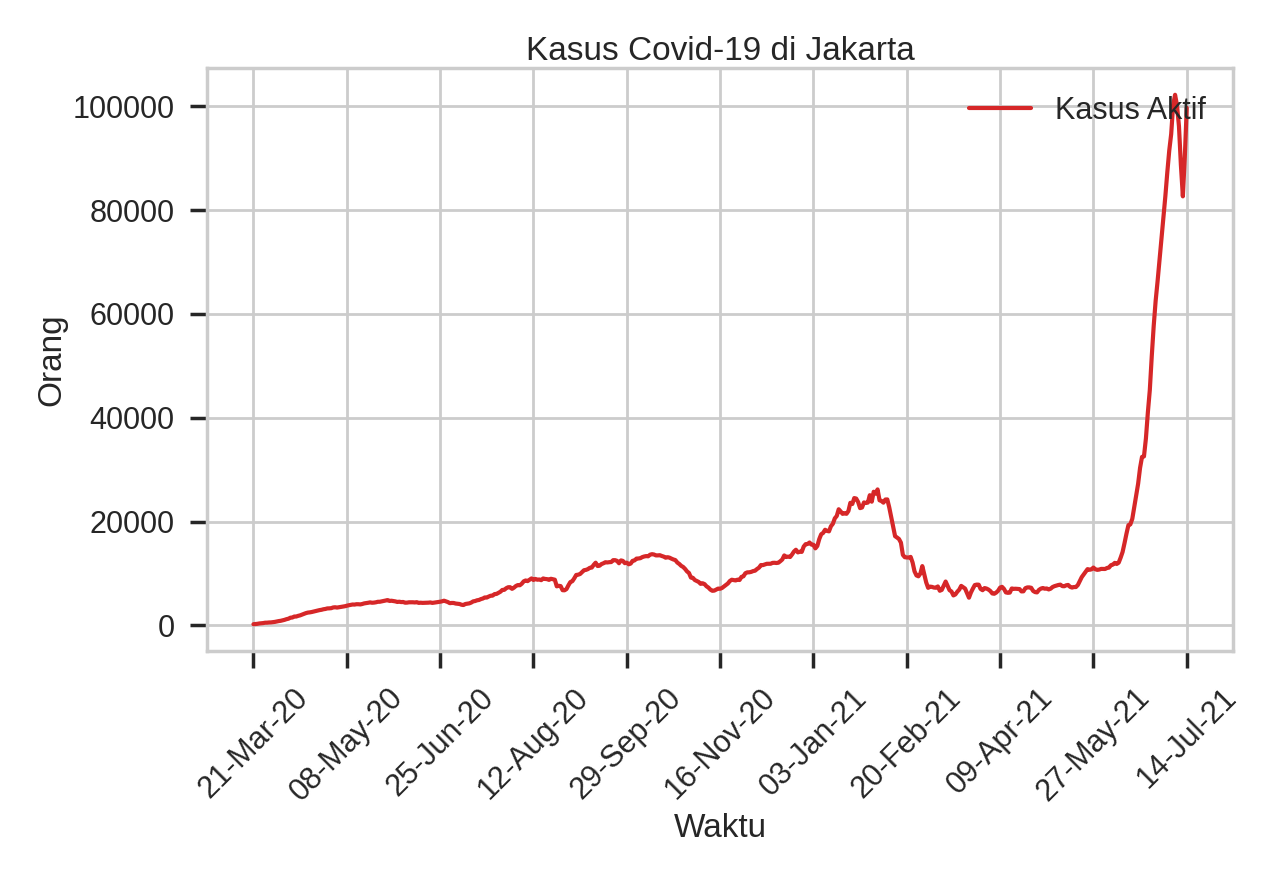 Kasus Covid-19 di Jakarta
Kasus Aktif
100000
80000
60000
40000
20000
0
Orang
21-Mar-20
08-May-20
25-Jun-20
12-Aug-20
29-Sep-20
16-Nov-20
03-Jan-21
20-Feb-21
09-Apr-21
27-May-21
14-Jul-21
Waktu